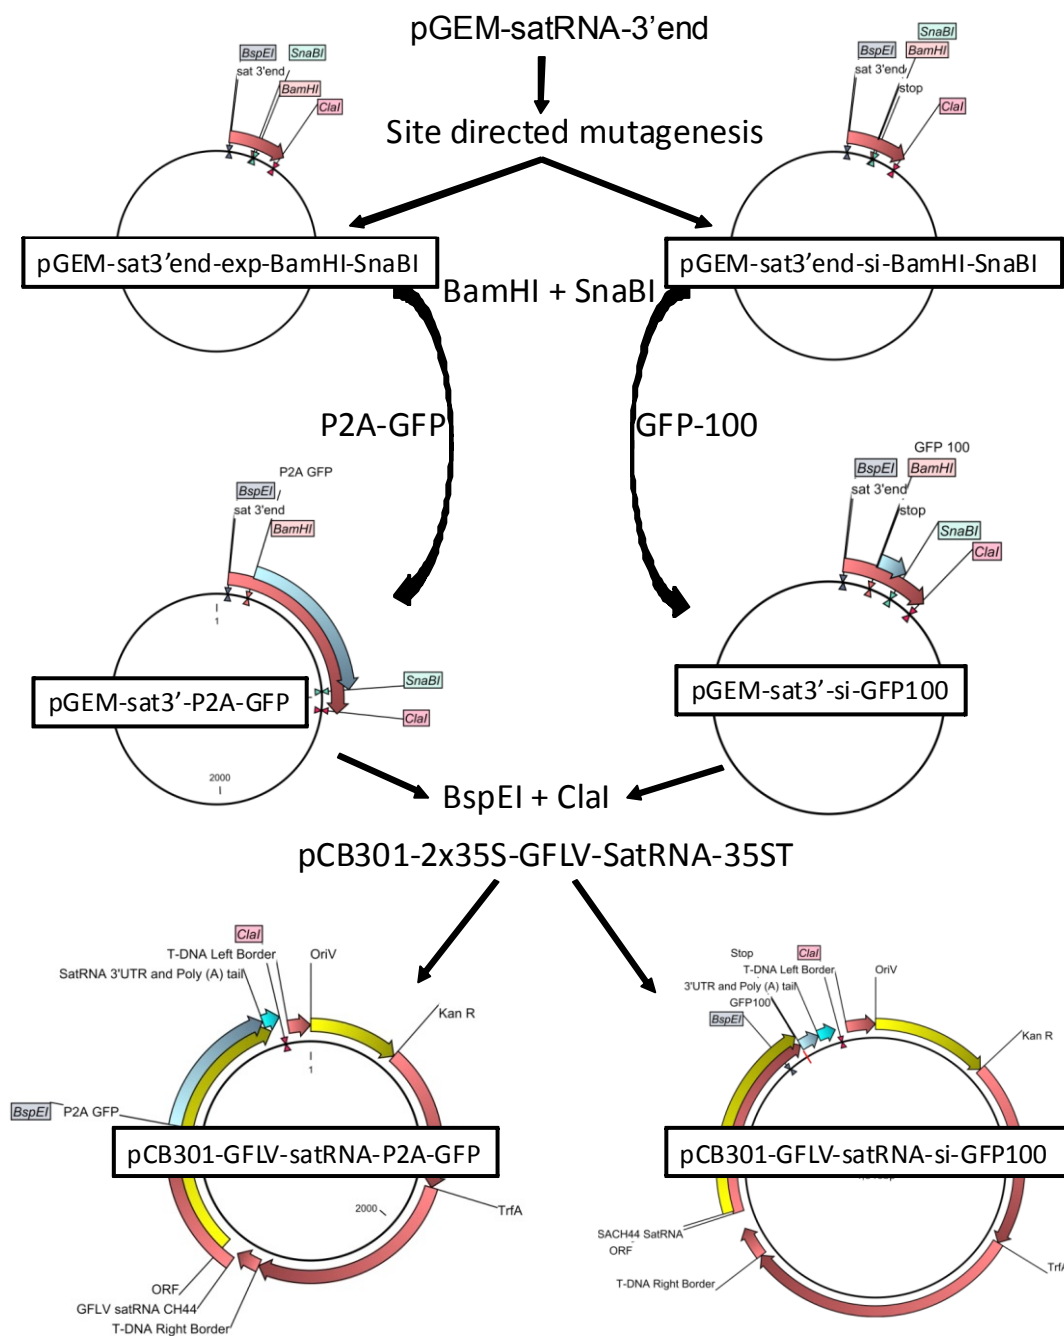 pGEM-satRNA-3'end
BspEI
SnaBI
sat 3'end
BamHI
ClaI
SnaBI
BspEI
BamHI
sat 3'end
stop
ClaI
Site directed mutagenesis
pGEM-sat3'end-exp-BamHI-SnaBI
pGEM-sat3'end-si-BamHI-SnaBI
BamHI + SnaBI
P2A-GFP
GFP-100
P2A GFP
BspEI
sat 3'end
BamHI
1
SnaBI
ClaI
pGEM-sat3'-P2A-GFP
2000
GFP 100
BspEI
BamHI
sat 3'end
stop
SnaBI
ClaI
pGEM-sat3'-si-GFP100
BspEI + ClaI
pCB301-2x35S-GFLV-SatRNA-35ST
ClaI
T-DNA Left Border
OriV
SatRNA 3'UTR and Poly (A) tail
Kan R
1
BspEI
P2A GFP
pCB301-GFLV-satRNA-P2A-GFP
2000
TrfA
ORF
GFLV satRNA CH44
T-DNA Right Border
Stop
ClaI
T-DNA Left Border
OriV
3'UTR and Poly (A) tail
GFP100
BspEI
Kan R
pCB301-GFLV-satRNA-si-GFP100
SACH44 SatRNA
ORF
T-DNA Right Border
TrfA